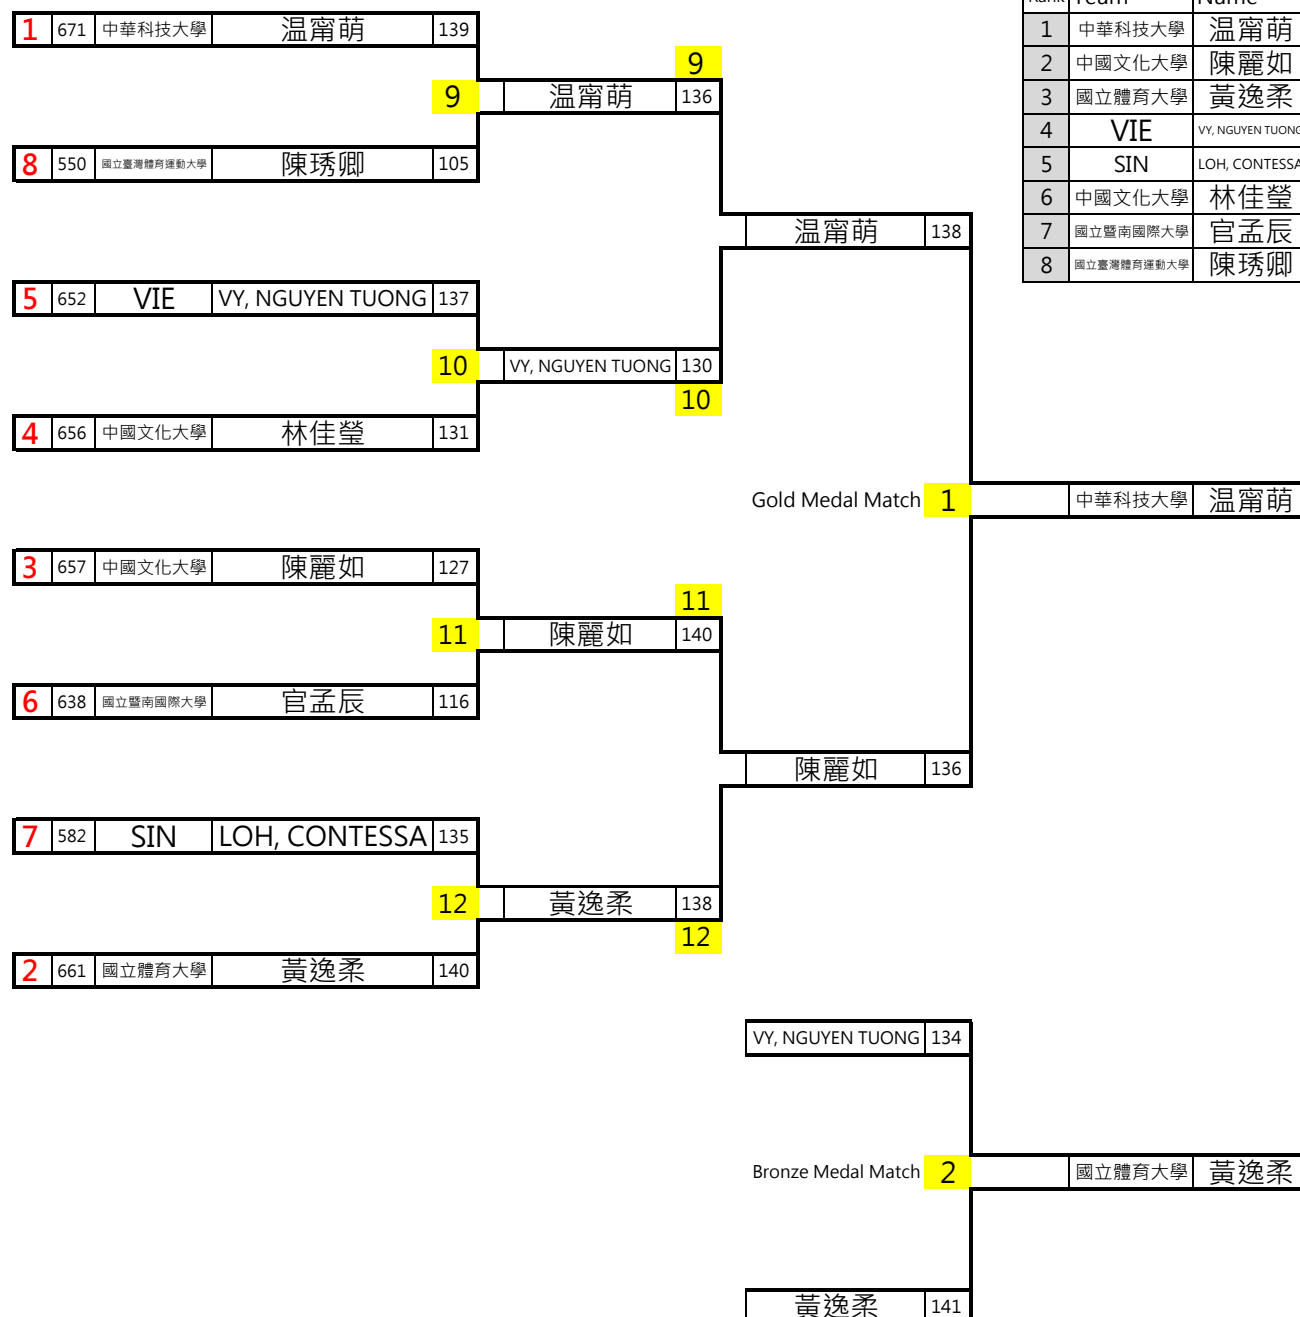 Rank Team Name
1 671 中華科技大學 温甯萌 139
1 中華科技大學 温甯萌
9
2 中國文化大學 陳麗如
9 温甯萌 136
3 國立體育大學 黃逸柔
4 VIE VY, NGUYEN TUONG
8 550 國立臺灣體育運動大學 陳琇卿 105
5 SIN LOH, CONTESSA
6 中國文化大學 林佳瑩
温甯萌 138
7 國立暨南國際大學 官孟辰
8 國立臺灣體育運動大學 陳琇卿
5 652 VIE VY, NGUYEN TUONG 137
10 VY, NGUYEN TUONG 130
10
4 656 中國文化大學 林佳瑩 131
Gold Medal Match 1 中華科技大學 温甯萌
3 657 中國文化大學 陳麗如 127
11
11 陳麗如 140
6 638 國立暨南國際大學 官孟辰 116
陳麗如 136
7 582 SIN LOH, CONTESSA 135
12 黃逸柔 138
12
2 661 國立體育大學 黃逸柔 140
VY, NGUYEN TUONG 134
Bronze Medal Match 2 國立體育大學 黃逸柔
黃逸柔 141